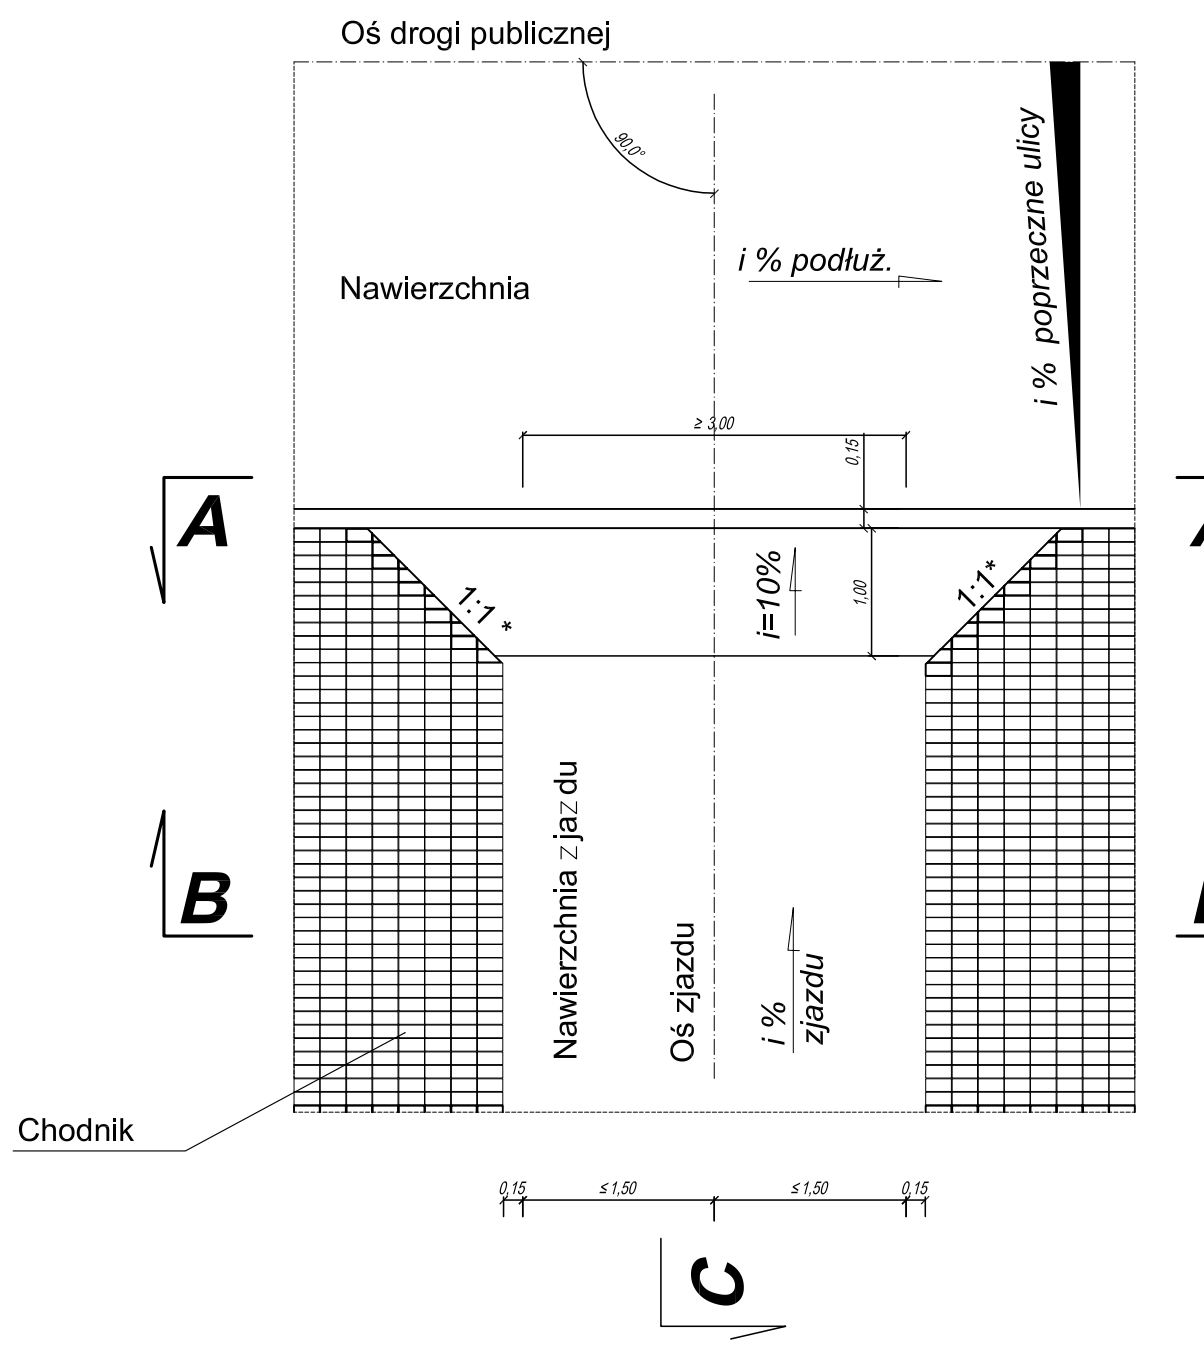 Oś drogi publicznej
90,0°
i % poprzeczne ulicy
i % podłuż.
Nawierzchnia
≥ 3,00
0,15
A
1:1 *
i=10%
1,00
1:1*
B
Nawierzchnia zjazdu
Oś zjazdu
i %
zjazdu
Chodnik
0,15
≤ 1,50
≤ 1,50
0,15
C